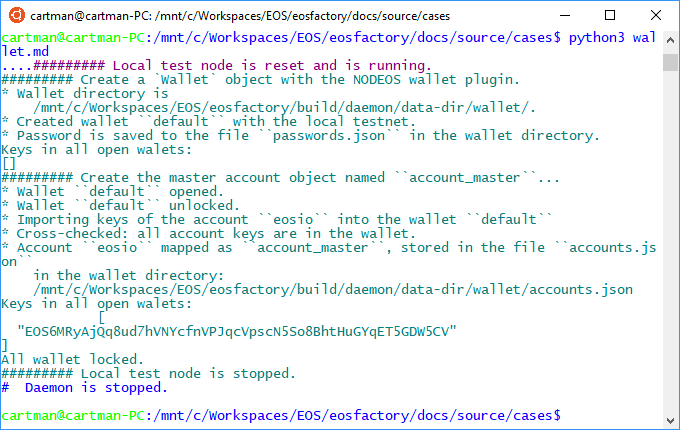 cartman@cartman-PC: /mnt/c/Workspaces/EOS/eosfactory/docs/source/cases
cartman@cartman-PC:/mnt/c/Workspaces/EOS/eosfactory/docs/source/cases$ python3 wal
let.md
....######### Local test node is reset and is running.
######### Create a `Wallet` object with the NODEOS wallet plugin.
* Wallet directory is
    /mnt/c/Workspaces/EOS/eosfactory/build/daemon/data-dir/wallet/.
* Created wallet ``default`` with the local testnet.
* Password is saved to the file ``passwords.json`` in the wallet directory.
Keys in all open walets:
[]
######### Create the master account object named ``account_master``...
* Wallet ``default`` opened.
* Wallet ``default`` unlocked.
* Importing keys of the account ``eosio`` into the wallet ``default``
* Cross-checked: all account keys are in the wallet.
* Account ``eosio`` mapped as ``account_master``, stored in the file ``accounts.js
on``
    in the wallet directory:
    /mnt/c/Workspaces/EOS/eosfactory/build/daemon/data-dir/wallet/accounts.json
Keys in all open walets:
            [
  "EOS6MRyAjQq8ud7hVNYcfnVPJqcVpscN5So8BhtHuGYqET5GDW5CV"
]
All wallet locked.
######### Local test node is stopped.
#  Daemon is stopped.
cartman@cartman-PC:/mnt/c/Workspaces/EOS/eosfactory/docs/source/cases$